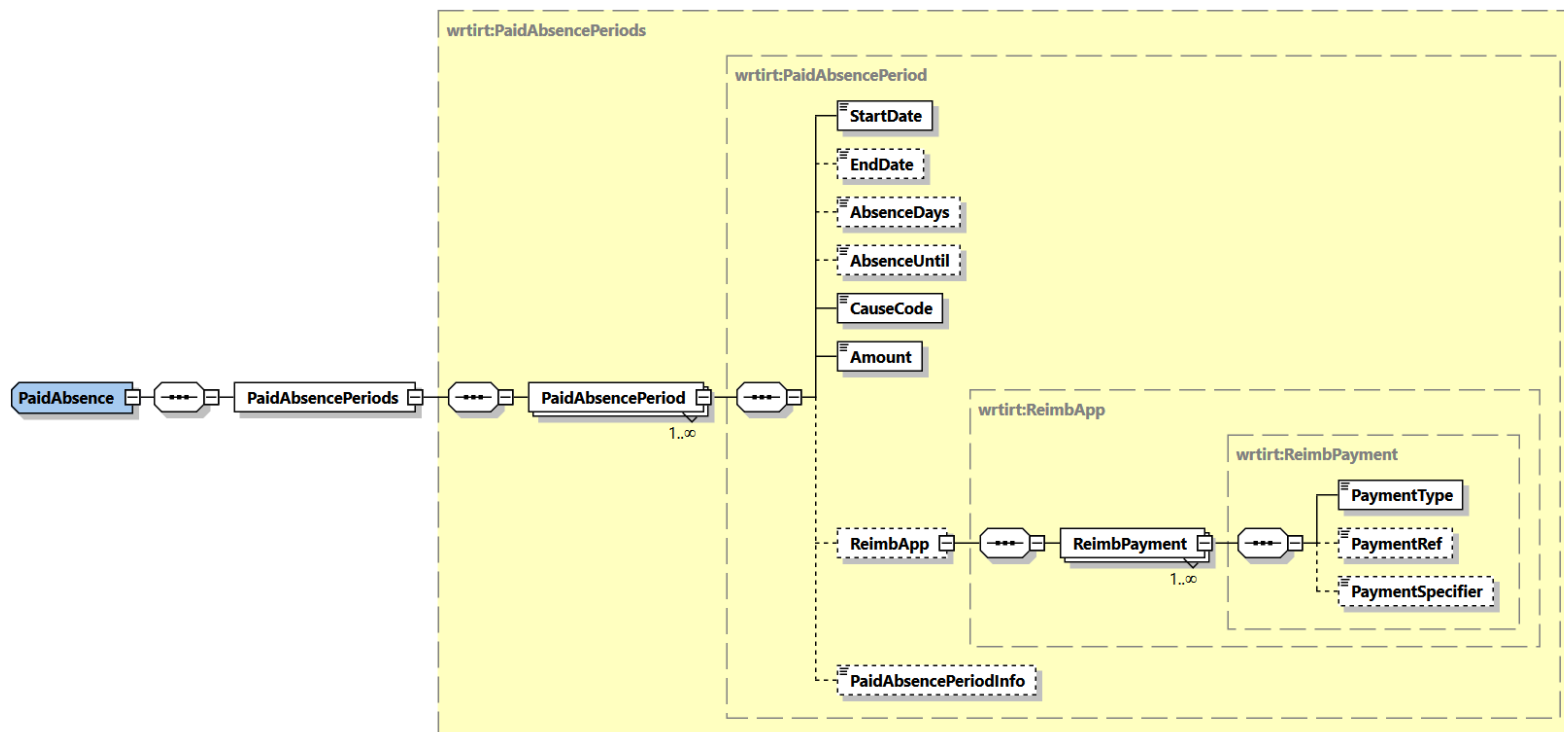 wrtirt:PaidAbsencePeriods
wrtirt:PaidAbsencePeriod
StartDate
EndDate
AbsenceDays
AbsenceUntil
CauseCode
Amount
PaidAbsence
PaidAbsencePeriods
PaidAbsencePeriod
1..∞
wrtirt:ReimbApp
wrtirt:ReimbPayment
PaymentType
ReimbApp
ReimbPayment
1..∞
PaymentRef
PaymentSpecifier
PaidAbsencePeriodInfo